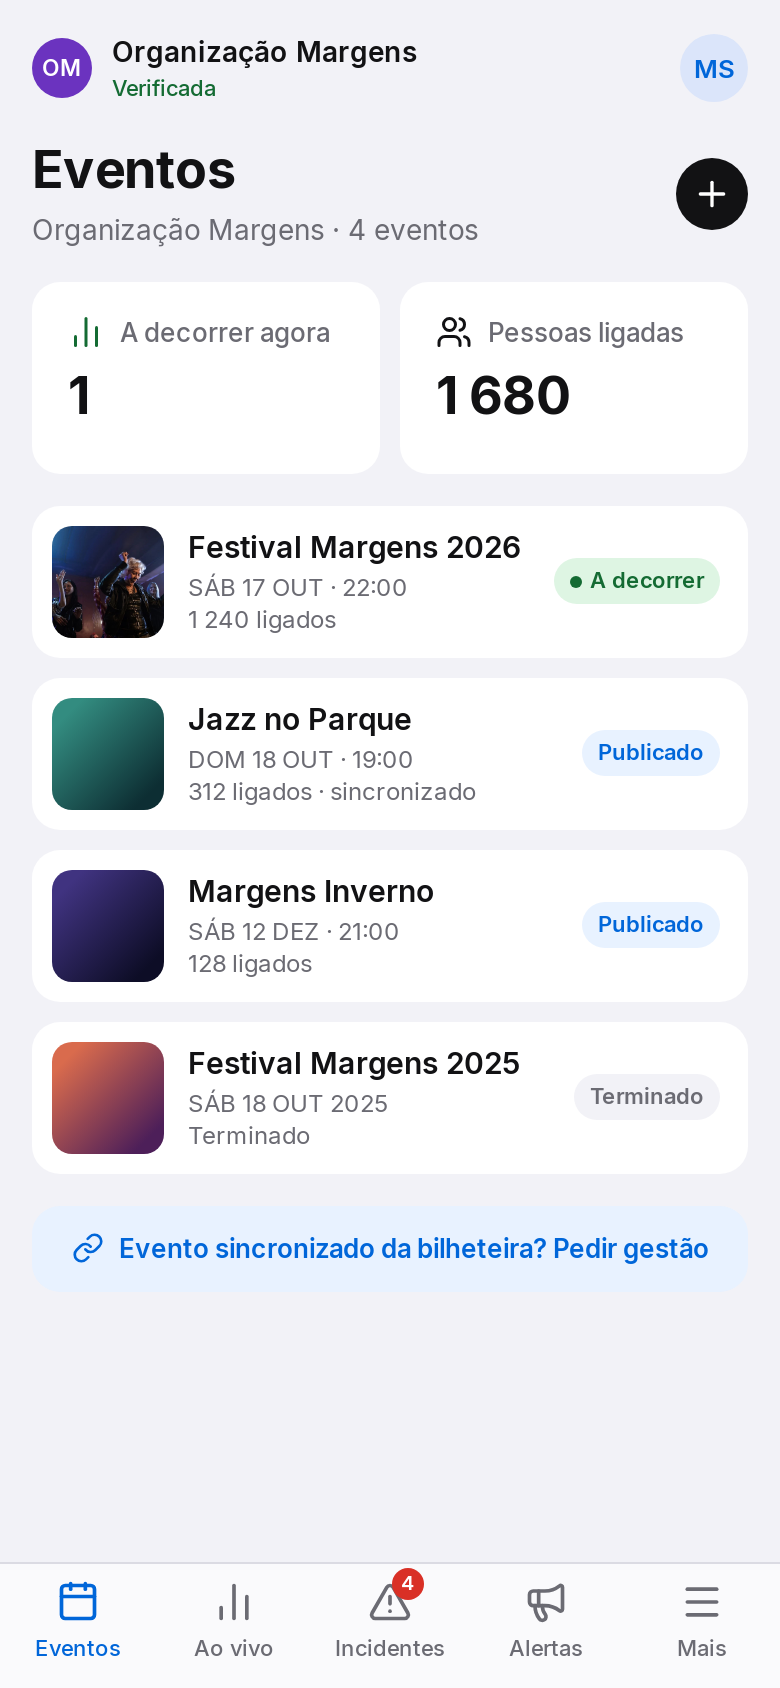 OM
Organização Margens
Verificada
MS
Eventos
Organização Margens · 4 eventos
A decorrer agora
1
Pessoas ligadas
1 680
Festival Margens 2026
SÁB 17 OUT · 22:00
1 240 ligados
A decorrer
Jazz no Parque
DOM 18 OUT · 19:00
312 ligados · sincronizado
Publicado
Margens Inverno
SÁB 12 DEZ · 21:00
128 ligados
Publicado
Festival Margens 2025
SÁB 18 OUT 2025
Terminado
Terminado
Evento sincronizado da bilheteira? Pedir gestão
4
Eventos
Ao vivo
Incidentes
Alertas
Mais